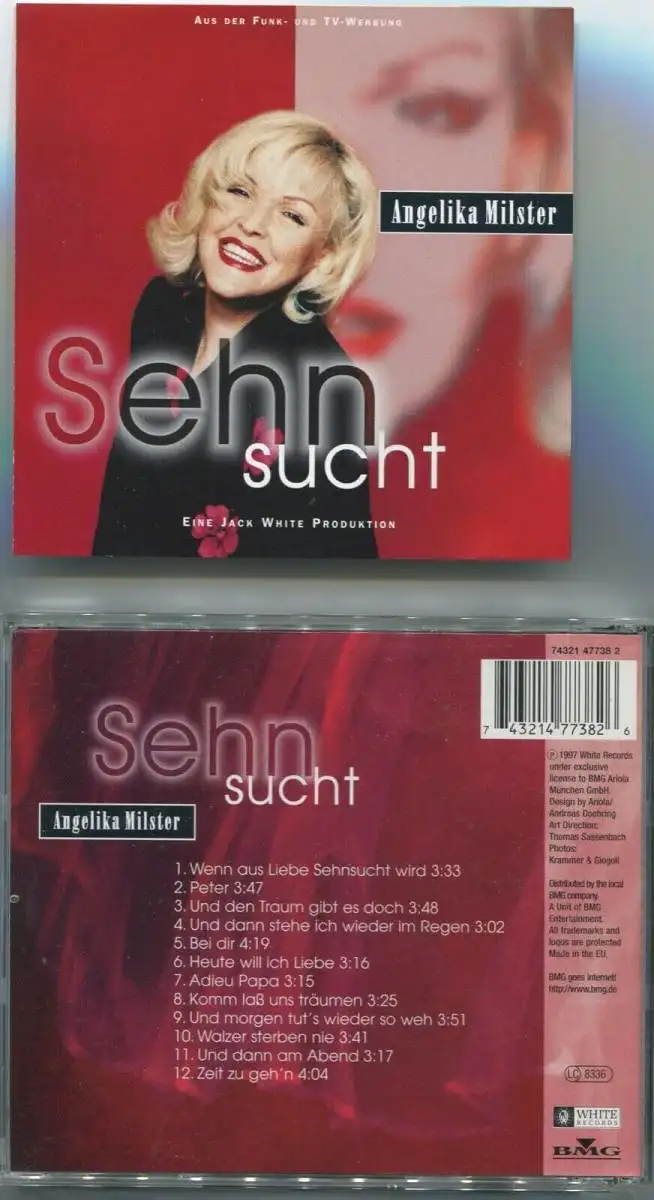 Aus der Funk- und TV-Werbung
Angelika Milster
Sehn
sucht
Eine Jack White Produktion
Sehn
sucht
Angelika Milster
1. Wenn aus Liebe Sehnsucht wird 3:33
2. Peter 3:47
3. Und den Traum gibt es doch 3:48
4. Und dann stehe ich wieder im Regen 3:02
5. Bei dir 4:19
6. Heute will ich Liebe 3:16
7. Adieu Papa 3:15
8. Komm laß uns träumen 3:25
9. Und morgen tut's wieder so weh 3:51
10. Walzer sterben nie 3:41
11. Und dann am Abend 3:17
12. Zeit zu geh'n 4:04
74321 47738 2
7 43214 77382 6
℗ 1997 White Records
under exclusive
license to BMG Ariola
München GmbH.
Design by Ariola/
Andreas Doehring
Art Direction:
Thomas Sassenbach
Photos:
Krammer & Giogoli
Distributed by the local
BMG company.
A Unit of BMG
Entertainment.
All trademarks and
logos are protected
Made in the EU.
BMG goes Internet!
http://www.bmg.de
LC 8336
WHITE
RECORDS
BMG